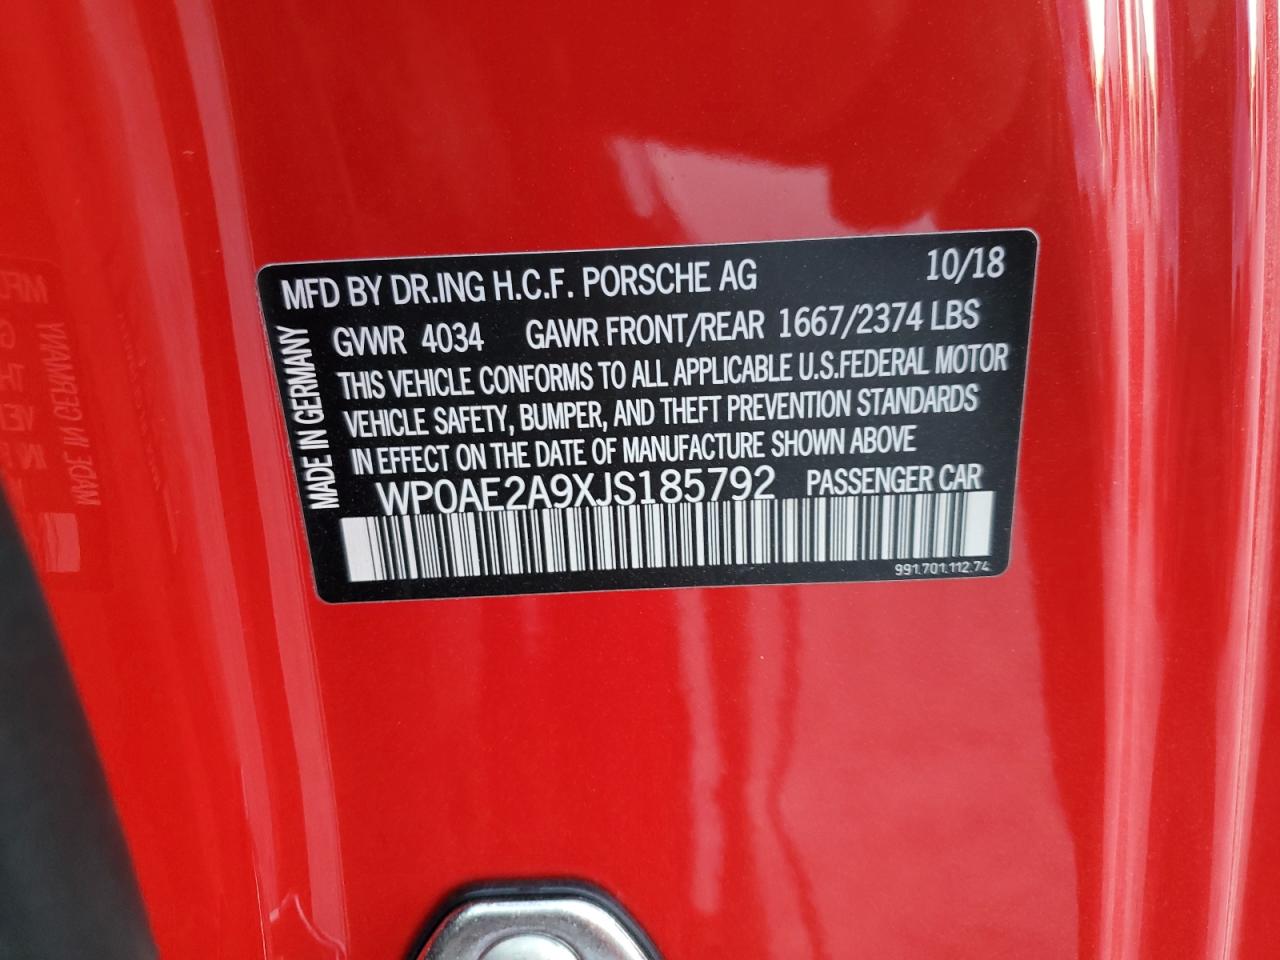 MFD BY DR.ING H.C.F. PORSCHE AG 10/18
GVWR 4034 GAWR FRONT/REAR 1667/2374 LBS
THIS VEHICLE CONFORMS TO ALL APPLICABLE U.S.FEDERAL MOTOR
VEHICLE SAFETY, BUMPER, AND THEFT PREVENTION STANDARDS
IN EFFECT ON THE DATE OF MANUFACTURE SHOWN ABOVE
WP0AE2A9XJS185792 PASSENGER CAR
991.701.112.74
MADE IN GERMANY